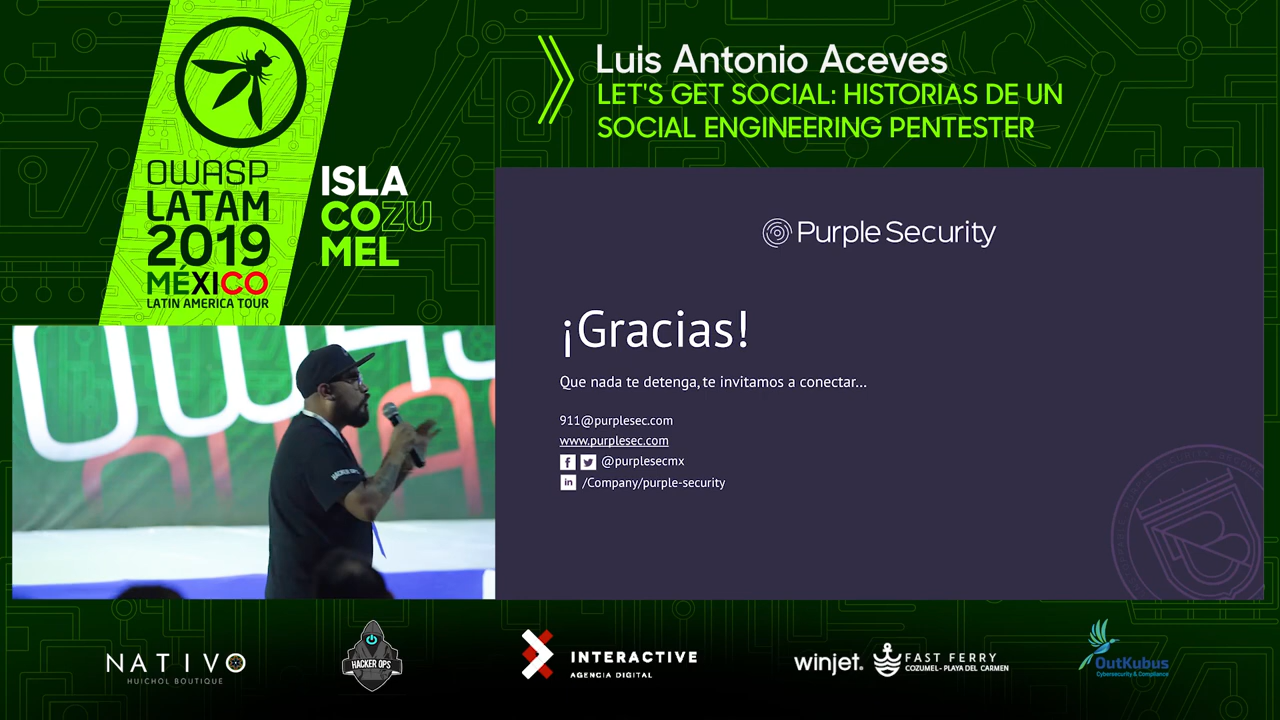 OWASP
LATAM
2019
MÉXICO
LATIN AMERICA TOUR
ISLA
COZU
MEL
Luis Antonio Aceves
LET'S GET SOCIAL: HISTORIAS DE UN
SOCIAL ENGINEERING PENTESTER
Purple Security
¡Gracias!
Que nada te detenga, te invitamos a conectar...
911@purplesec.com
www.purplesec.com
@purplesecmx
in /Company/purple-security
HACKER OPS
NATIVO
HUICHOL BOUTIQUE
HACKER OPS
INTERACTIVE
AGENCIA DIGITAL
winjet.
FAST FERRY
COZUMEL - PLAYA DEL CARMEN
OutKubus
Cybersecurity & Compliance